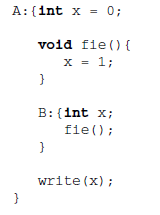 A:{int x = 0;
void fie(){
x = 1;
}
B:{int x;
fie();
}
write(x);
}